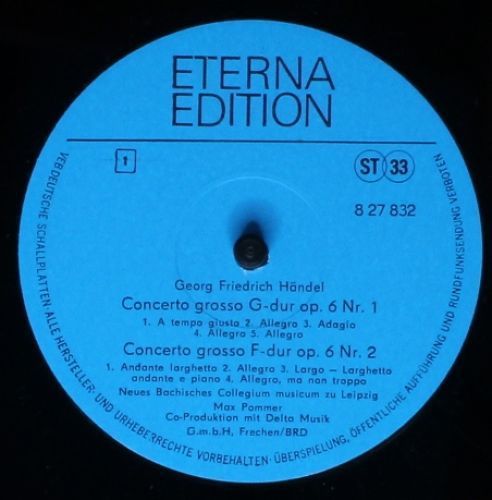 ETERNA
EDITION
1
ST 33
8 27 832
Georg Friedrich Händel
Concerto grosso G-dur op. 6 Nr. 1
1. A tempo giusto 2. Allegro 3. Adagio
4. Allegro 5. Allegro
Concerto grosso F-dur op. 6 Nr. 2
1. Andante larghetto 2. Allegro 3. Largo — Larghetto
andante e piano 4. Allegro, ma non troppo
Neues Bachisches Collegium musicum zu Leipzig
Max Pommer
Co-Produktion mit Delta Musik
G.m.b.H, Frechen/BRD
VEB DEUTSCHE SCHALLPLATTEN · ALLE HERSTELLER- UND URHEBERRECHTE VORBEHALTEN · ÜBERSPIELUNG, ÖFFENTLICHE AUFFÜHRUNG UND RUNDFUNKSENDUNG VERBOTEN